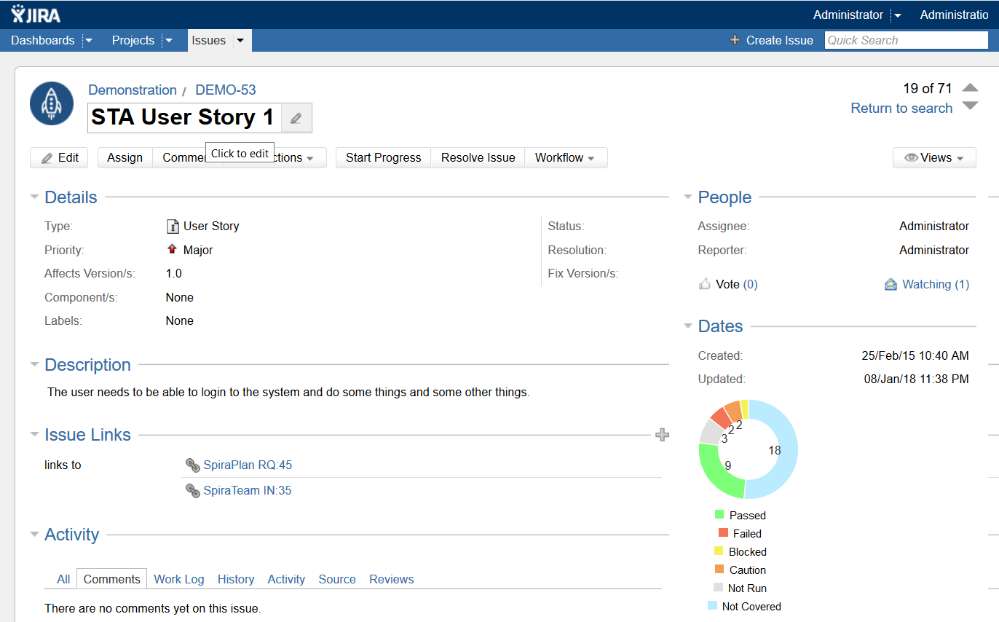 JIRA
Administrator Administratio
Dashboards Projects Issues Create Issue Quick Search
Demonstration / DEMO-53
STA User Story 1
19 of 71
Return to search
Edit Assign Comme Click to edit ctions Start Progress Resolve Issue Workflow Views
Details
Type: User Story
Priority: Major
Affects Version/s: 1.0
Component/s: None
Labels: None
Status:
Resolution:
Fix Version/s:
People
Assignee: Administrator
Reporter: Administrator
Vote (0) Watching (1)
Description
The user needs to be able to login to the system and do some things and some other things.
Issue Links
links to SpiraPlan RQ:45
SpiraTeam IN:35
Dates
Created: 25/Feb/15 10:40 AM
Updated: 08/Jan/18 11:38 PM
2
2
3
18
9
Passed
Failed
Blocked
Caution
Not Run
Not Covered
Activity
All Comments Work Log History Activity Source Reviews
There are no comments yet on this issue.